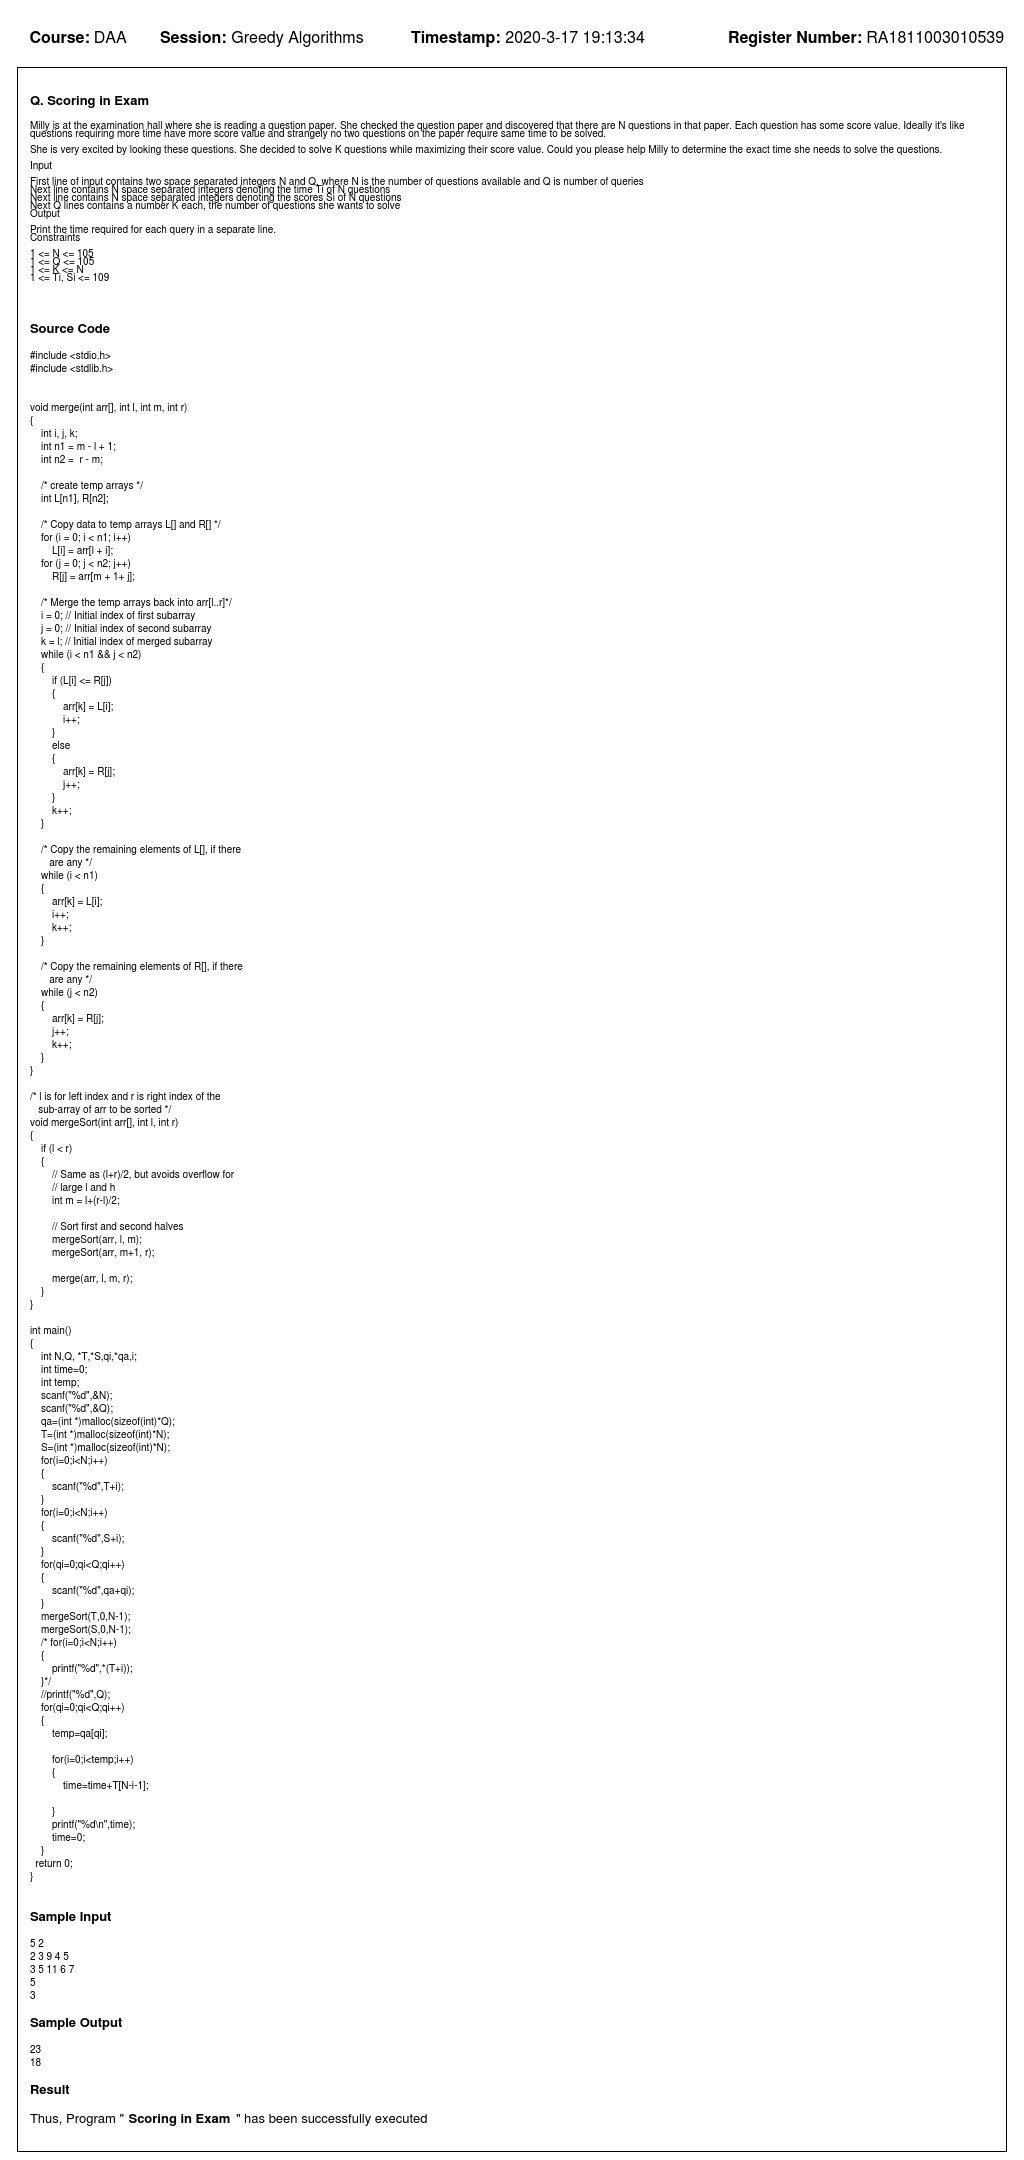 Course: DAA Session: Greedy Algorithms Timestamp: 2020-3-17 19:13:34 Register Number: RA1811003010539
Q. Scoring in Exam
Milly is at the examination hall where she is reading a question paper. She checked the question paper and discovered that there are N questions in that paper. Each question has some score value. Ideally it's like
questions requiring more time have more score value and strangely no two questions on the paper require same time to be solved.
She is very excited by looking these questions. She decided to solve K questions while maximizing their score value. Could you please help Milly to determine the exact time she needs to solve the questions.
Input
First line of input contains two space separated integers N and Q, where N is the number of questions available and Q is number of queries
Next line contains N space separated integers denoting the time Ti of N questions
Next line contains N space separated integers denoting the scores Si of N questions
Next Q lines contains a number K each, the number of questions she wants to solve
Output
Print the time required for each query in a separate line.
Constraints
1 <= N <= 105
1 <= Q <= 105
1 <= K <= N
1 <= Ti, Si <= 109
Source Code
#include <stdio.h>
#include <stdlib.h>
void merge(int arr[], int l, int m, int r)
{
int i, j, k;
int n1 = m - l + 1;
int n2 =  r - m;
/* create temp arrays */
int L[n1], R[n2];
/* Copy data to temp arrays L[] and R[] */
for (i = 0; i < n1; i++)
L[i] = arr[l + i];
for (j = 0; j < n2; j++)
R[j] = arr[m + 1+ j];
/* Merge the temp arrays back into arr[l..r]*/
i = 0; // Initial index of first subarray
j = 0; // Initial index of second subarray
k = l; // Initial index of merged subarray
while (i < n1 && j < n2)
{
if (L[i] <= R[j])
{
arr[k] = L[i];
i++;
}
else
{
arr[k] = R[j];
j++;
}
k++;
}
/* Copy the remaining elements of L[], if there
are any */
while (i < n1)
{
arr[k] = L[i];
i++;
k++;
}
/* Copy the remaining elements of R[], if there
are any */
while (j < n2)
{
arr[k] = R[j];
j++;
k++;
}
}
/* l is for left index and r is right index of the
sub-array of arr to be sorted */
void mergeSort(int arr[], int l, int r)
{
if (l < r)
{
// Same as (l+r)/2, but avoids overflow for
// large l and h
int m = l+(r-l)/2;
// Sort first and second halves
mergeSort(arr, l, m);
mergeSort(arr, m+1, r);
merge(arr, l, m, r);
}
}
int main()
{
int N,Q, *T,*S,qi,*qa,i;
int time=0;
int temp;
scanf("%d",&N);
scanf("%d",&Q);
qa=(int *)malloc(sizeof(int)*Q);
T=(int *)malloc(sizeof(int)*N);
S=(int *)malloc(sizeof(int)*N);
for(i=0;i<N;i++)
{
scanf("%d",T+i);
}
for(i=0;i<N;i++)
{
scanf("%d",S+i);
}
for(qi=0;qi<Q;qi++)
{
scanf("%d",qa+qi);
}
mergeSort(T,0,N-1);
mergeSort(S,0,N-1);
/* for(i=0;i<N;i++)
{
printf("%d",*(T+i));
}*/
//printf("%d",Q);
for(qi=0;qi<Q;qi++)
{
temp=qa[qi];
for(i=0;i<temp;i++)
{
time=time+T[N-i-1];
}
printf("%d\n",time);
time=0;
}
return 0;
}
Sample Input
5 2
2 3 9 4 5
3 5 11 6 7
5
3
Sample Output
23
18
Result
Thus, Program " Scoring in Exam " has been successfully executed